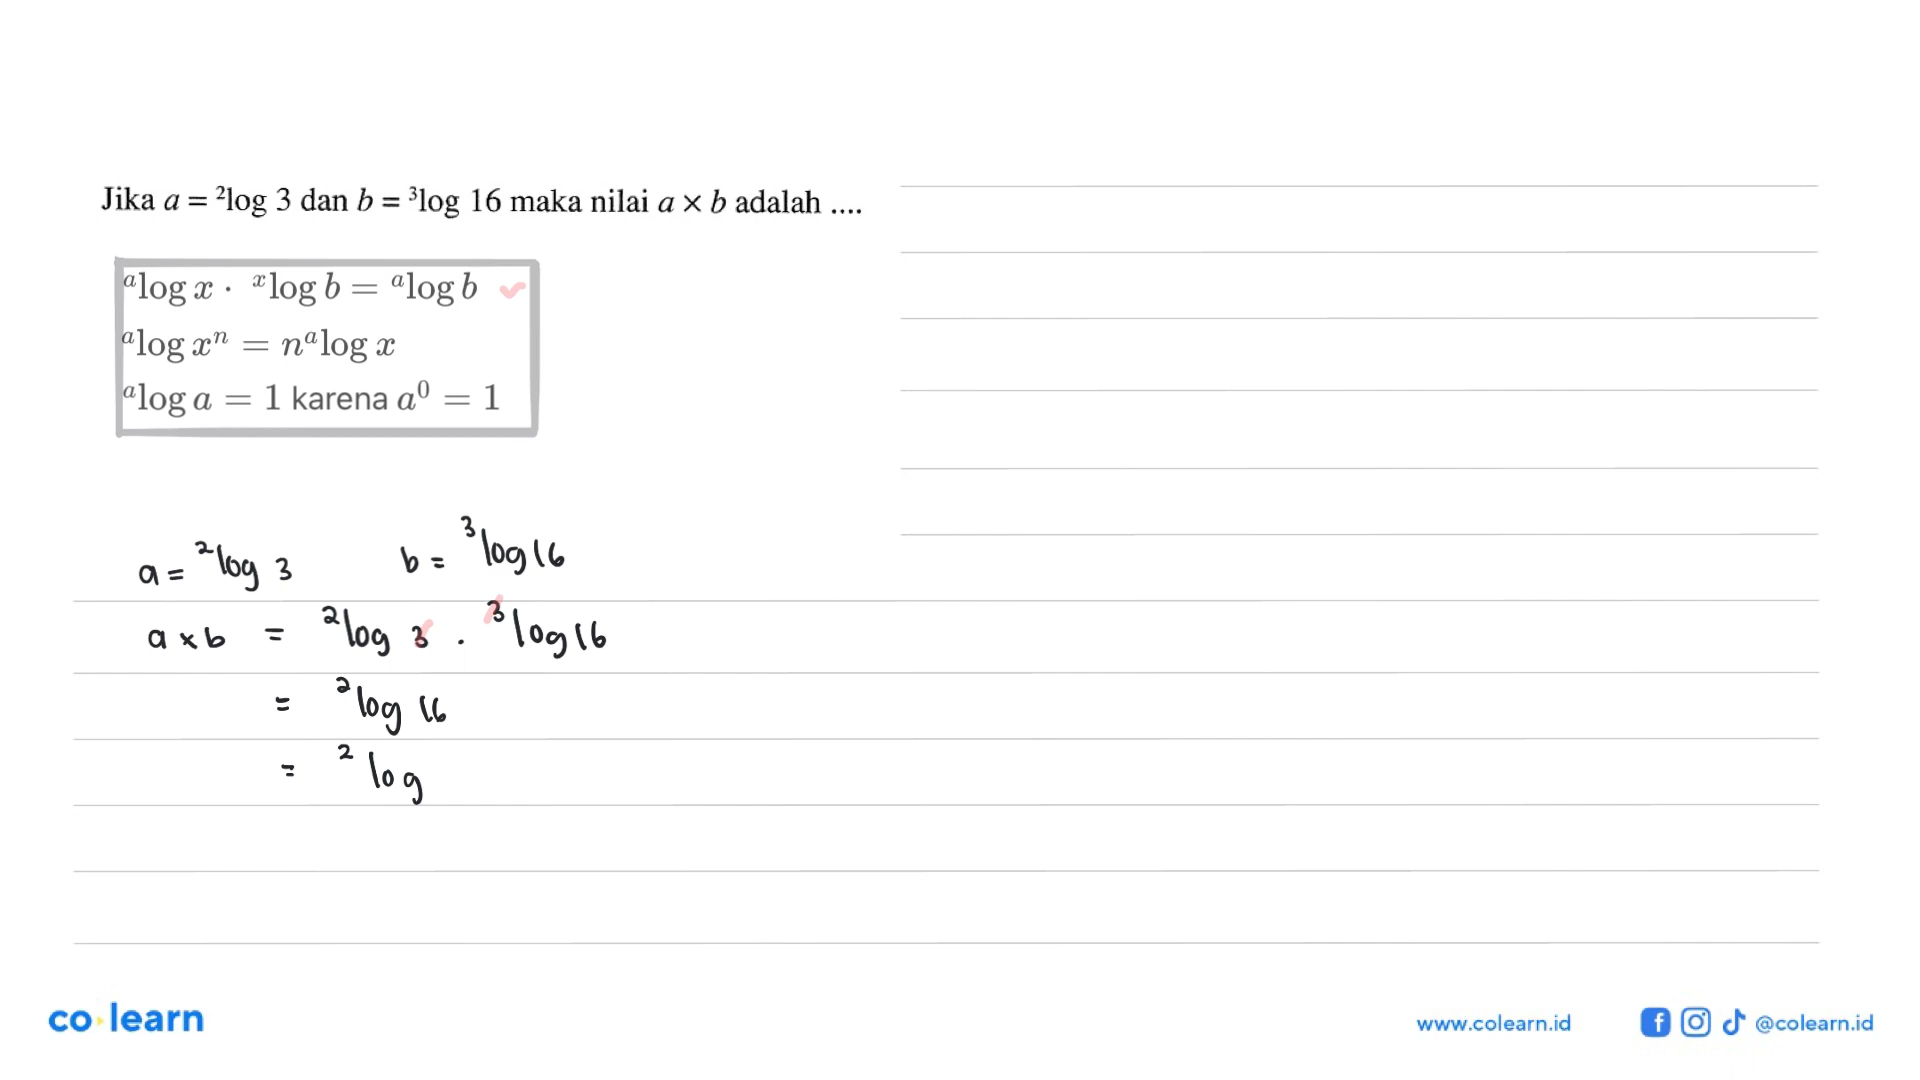 Jika a = ²log 3 dan b = ³log 16 maka nilai a × b adalah ....
ᵃlog x · ˣlog b = ᵃlog b
ᵃlog xⁿ = nᵃlog x
ᵃlog a = 1 karena a⁰ = 1
a = ²log 3 b = ³log 16
a × b = ²log 3 . ³log 16
= ²log 16
= ²log
co learn
www.colearn.id @colearn.id